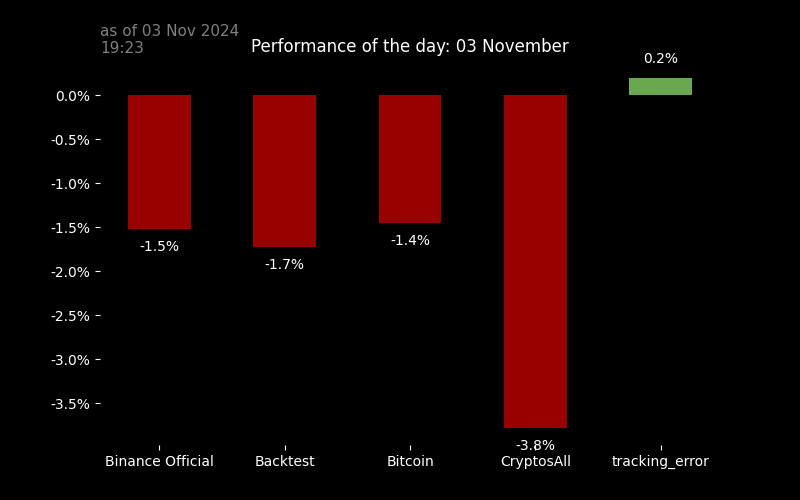 as of 03 Nov 2024
19:23
Performance of the day: 03 November
0.2%
0.0%
-0.5%
-1.0%
-1.5%
-2.0%
-2.5%
-3.0%
-3.5%
-1.5%
-1.7%
-1.4%
-3.8%
Binance Official
Backtest
Bitcoin
CryptosAll
tracking_error